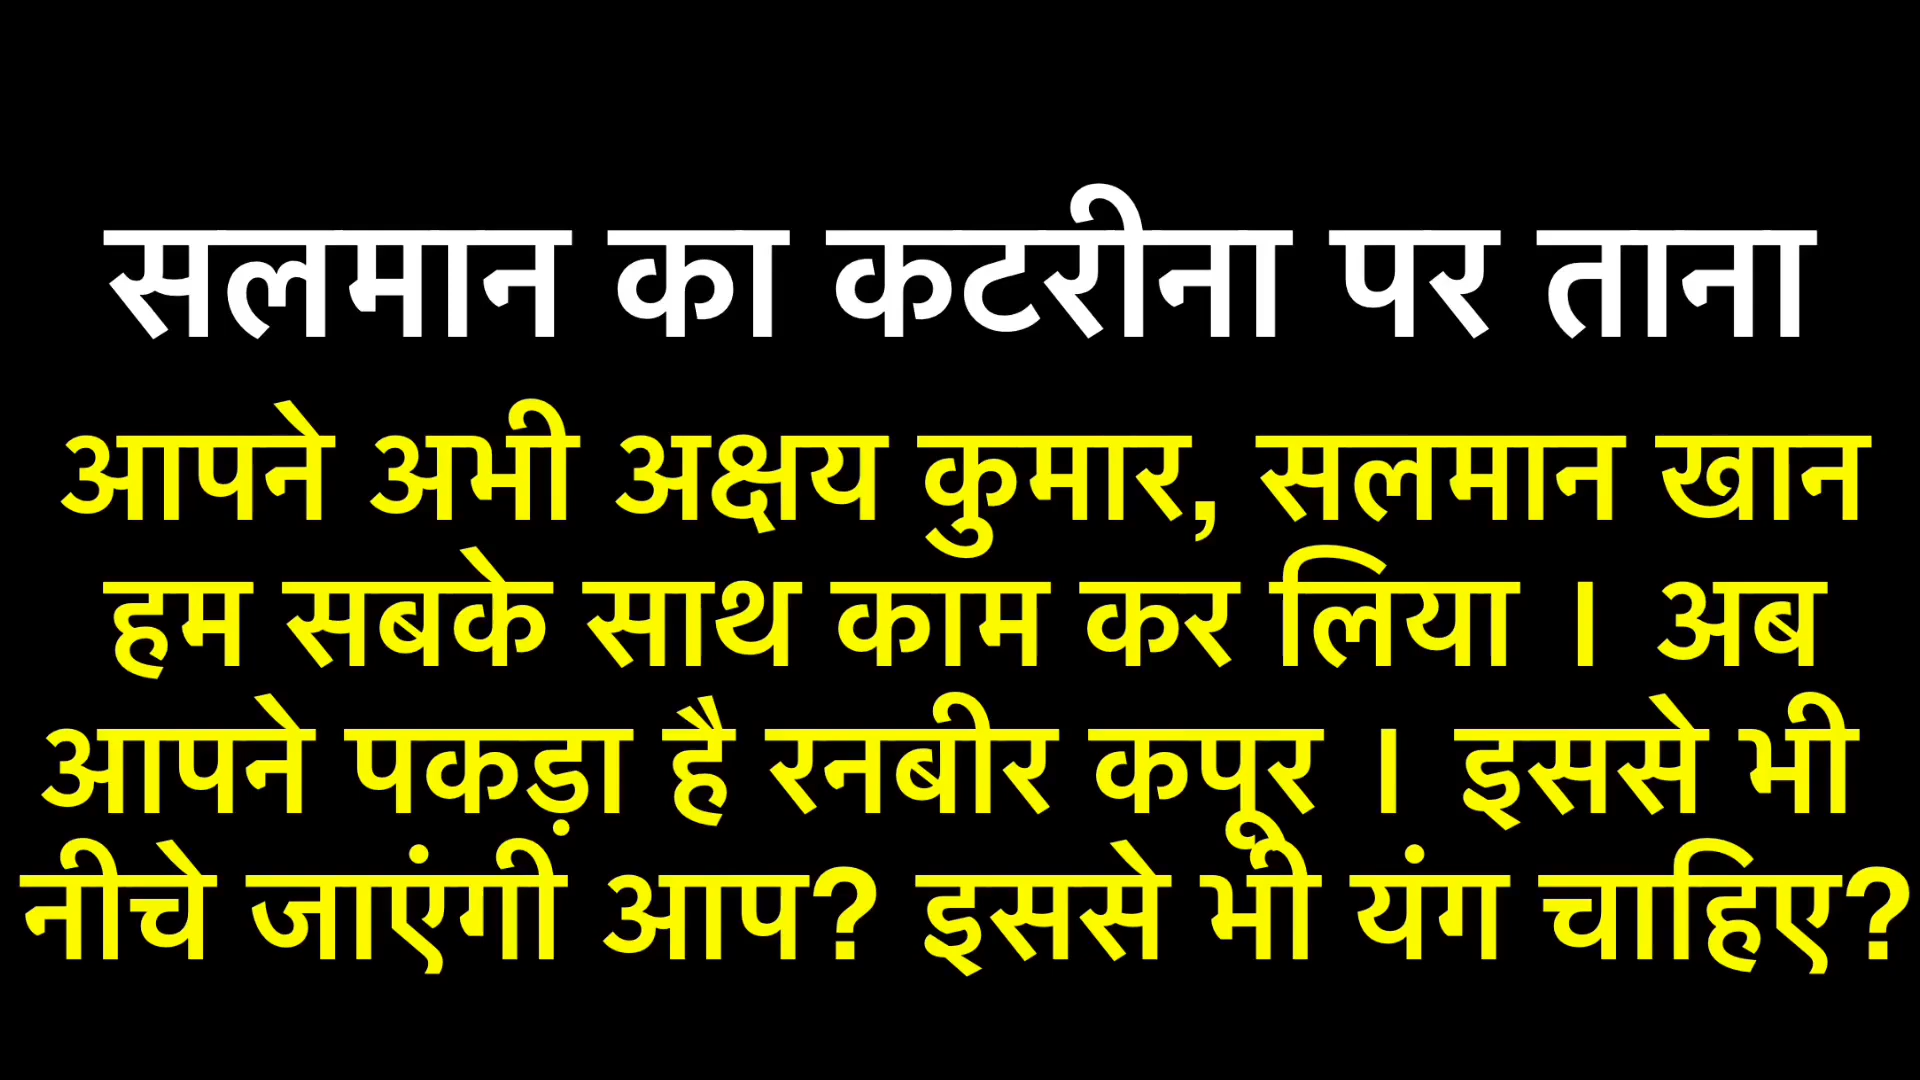 सलमान का कटरीना पर ताना
आपने अभी अक्षय कुमार, सलमान खान
हम सबके साथ काम कर लिया । अब
आपने पकड़ा है रनबीर कपूर । इससे भी
नीचे जाएंगी आप? इससे भी यंग चाहिए?